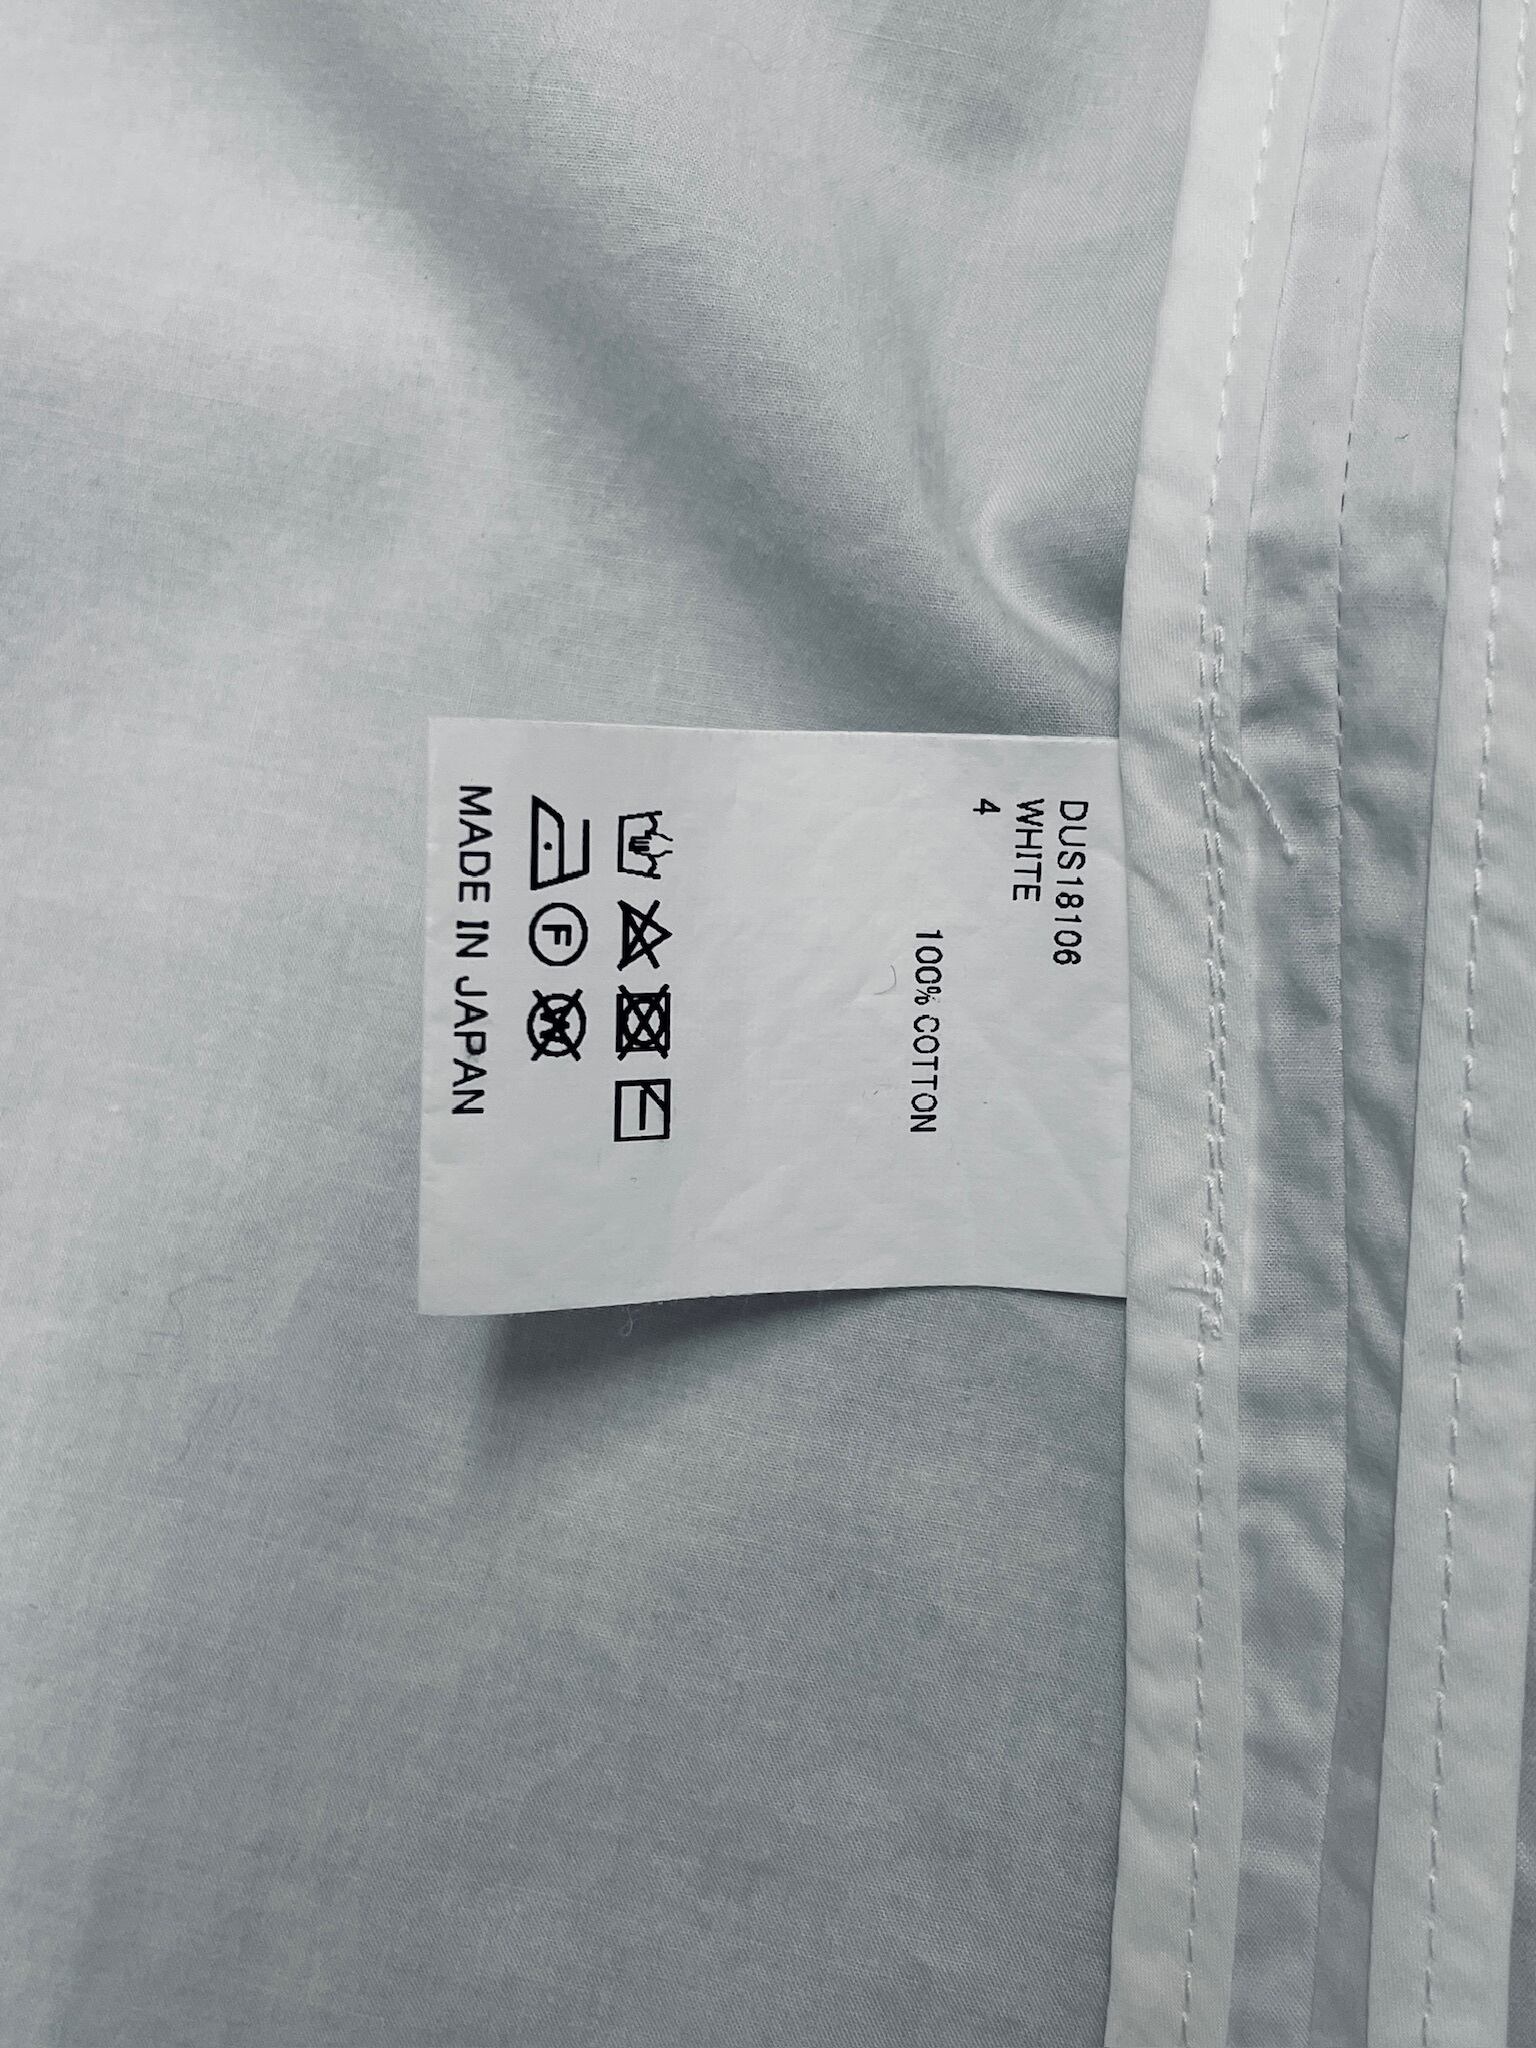 DUS18106
WHITE
4
100% COTTON
F W
MADE IN JAPAN